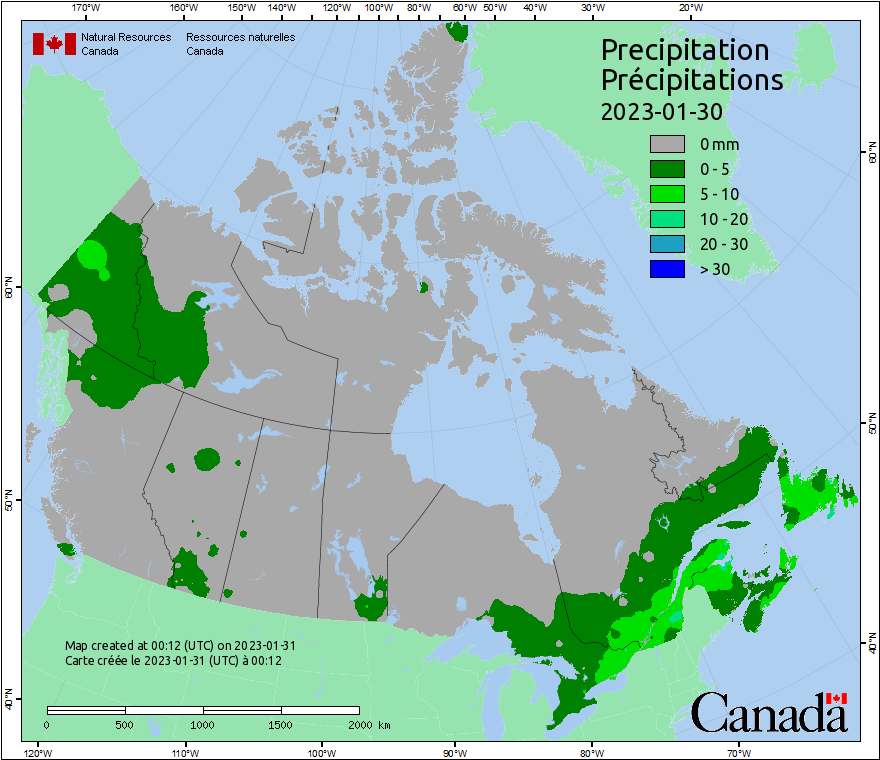 170°W 160°W 150°W 140°W 130°W 120°W 110°W 100°W 90°W 80°W 60°W 50°W 40°W 30°W 20°W
Natural Resources Canada
Ressources naturelles Canada
Precipitation
Précipitations
2023-01-30
0 mm
0 - 5
5 - 10
10 - 20
20 - 30
> 30
60°N
60°N
50°N
50°N
40°N
40°N
Map created at 00:12 (UTC) on 2023-01-31
Carte créée le 2023-01-31 (UTC) à 00:12
0 500 1000 1500 2000 km
Canada
120°W 110°W 100°W 90°W 80°W 70°W